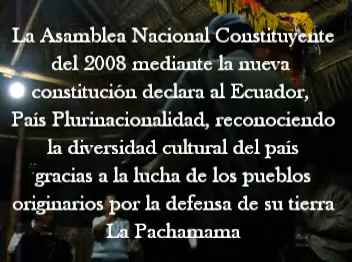 La Asamblea Nacional Constituyente
del 2008 mediante la nueva
constitución declara al Ecuador,
País Plurinacionalidad, reconociendo
la diversidad cultural del país
gracias a la lucha de los pueblos
originarios por la defensa de su tierra
La Pachamama